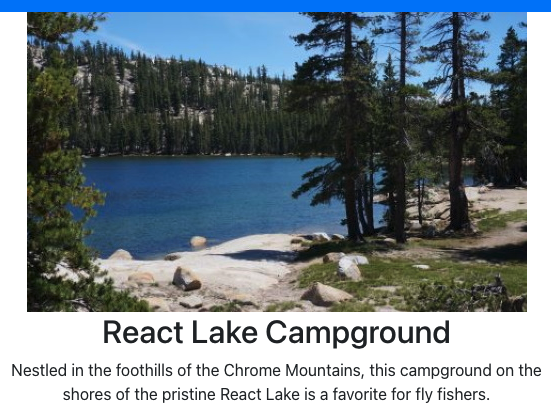 React Lake Campground
Nestled in the foothills of the Chrome Mountains, this campground on the
shores of the pristine React Lake is a favorite for fly fishers.